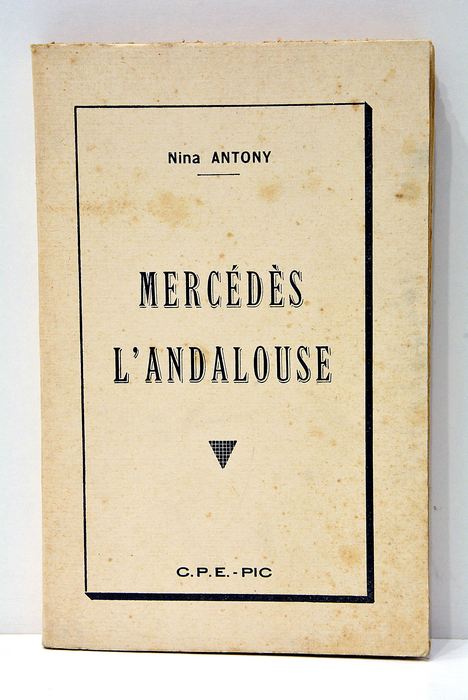 Nina ANTONY
MERCÉDÈS
L'ANDALOUSE
C.P.E.-PIC